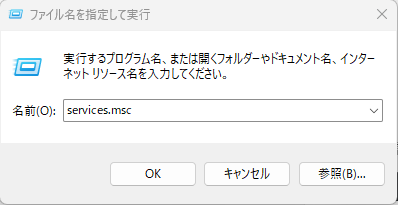 ファイル名を指定して実行
実行するプログラム名、または開くフォルダーやドキュメント名、インター
ネット リソース名を入力してください。
名前(O): services.msc
OK キャンセル 参照(B)...